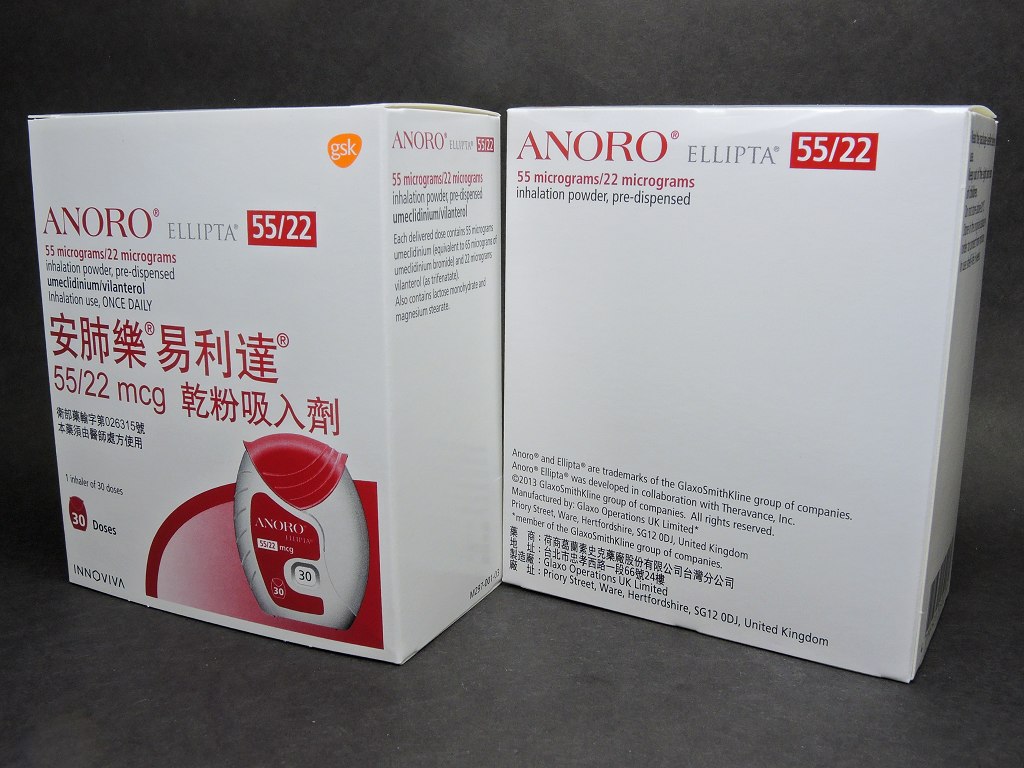 gsk
ANORO® ELLIPTA® 55/22
55 micrograms/22 micrograms
inhalation powder, pre-dispensed
umeclidinium/vilanterol
Inhalation use, ONCE DAILY
安肺樂®易利達®
55/22 mcg 乾粉吸入劑
衛部藥輸字第026315號
本藥須由醫師處方使用
1 inhaler of 30 doses
30 Doses
INNOVIVA
ANORO®
ELLIPTA®
55/22 mcg
30
30
ANORO® ELLIPTA® 55/22
55 micrograms/22 micrograms
inhalation powder, pre-dispensed
umeclidinium/vilanterol
Each delivered dose contains 55 micrograms
umeclidinium (equivalent to 65 micrograms of
umeclidinium bromide) and 22 micrograms
vilanterol (as trifenatate).
Also contains lactose monohydrate and
magnesium stearate.
ANORO® ELLIPTA® 55/22
55 micrograms/22 micrograms
inhalation powder, pre-dispensed
Anoro® and Ellipta® are trademarks of the GlaxoSmithKline group of companies.
Anoro® Ellipta® was developed in collaboration with Theravance, Inc.
©2013 GlaxoSmithKline group of companies. All rights reserved.
Manufactured by: Glaxo Operations UK Limited*
Priory Street, Ware, Hertfordshire, SG12 0DJ, United Kingdom
*member of the GlaxoSmithKline group of companies.
藥 商：荷商葛蘭素史克藥廠股份有限公司台灣分公司
地 址：台北市忠孝西路一段66號24樓
製造廠：Glaxo Operations UK Limited
廠 址：Priory Street, Ware, Hertfordshire, SG12 0DJ, United Kingdom